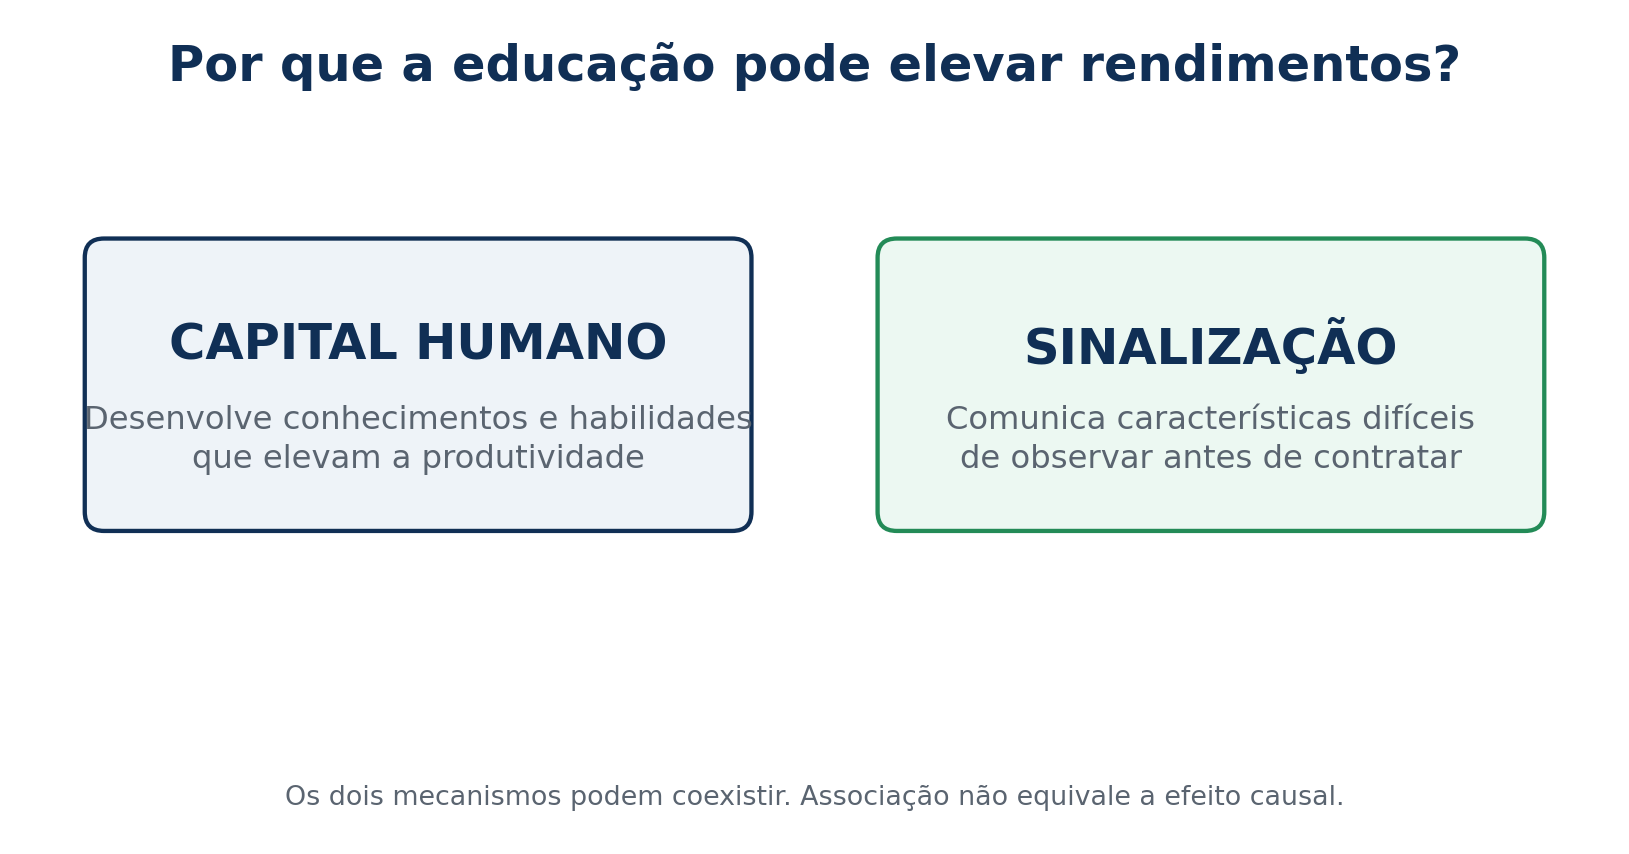 Por que a educação pode elevar rendimentos?
CAPITAL HUMANO
Desenvolve conhecimentos e habilidades
que elevam a produtividade
SINALIZAÇÃO
Comunica características difíceis
de observar antes de contratar
Os dois mecanismos podem coexistir. Associação não equivale a efeito causal.